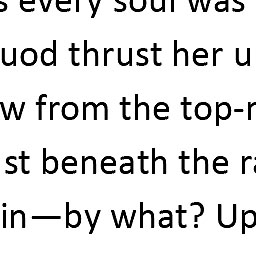 s every soul was
uod thrust her u
w from the top-r
st beneath the ra
in—by what? Up